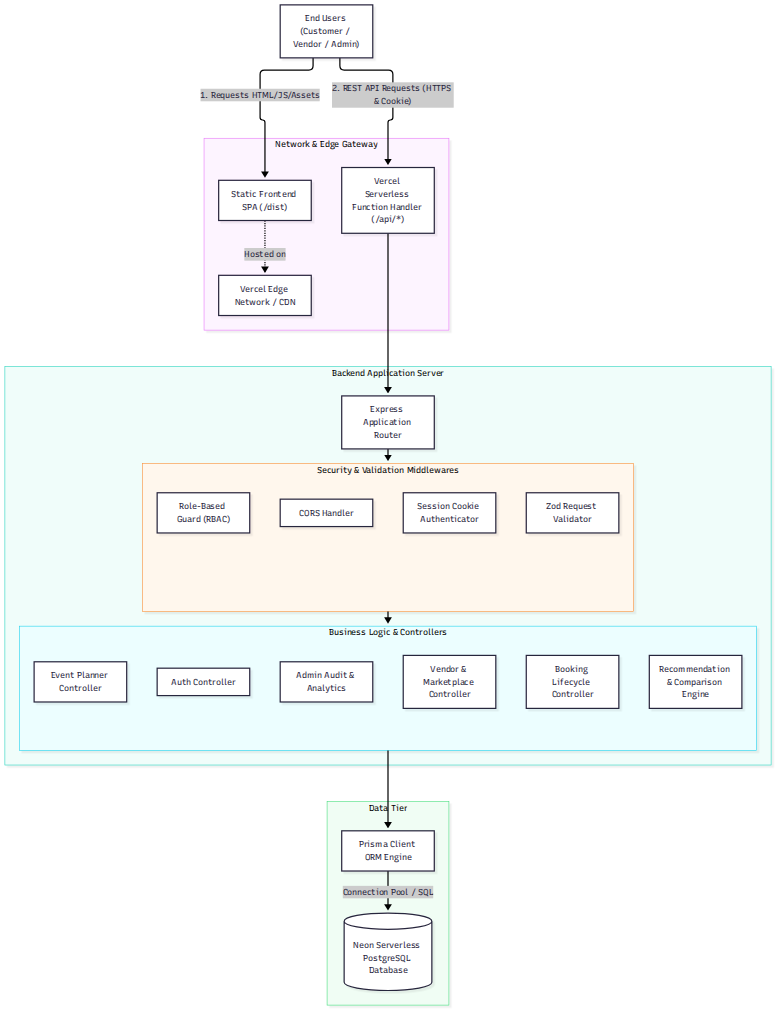 End Users
(Customer /
Vendor / Admin)
1. Requests HTML/JS/Assets
2. REST API Requests (HTTPS
& Cookie)
Network & Edge Gateway
Static Frontend
SPA (/dist)
Vercel
Serverless
Function Handler
(/api/*)
Hosted on
Vercel Edge
Network / CDN
Backend Application Server
Express
Application
Router
Security & Validation Middlewares
Role-Based
Guard (RBAC)
CORS Handler
Session Cookie
Authenticator
Zod Request
Validator
Business Logic & Controllers
Event Planner
Controller
Auth Controller
Admin Audit &
Analytics
Vendor &
Marketplace
Controller
Booking
Lifecycle
Controller
Recommendation
& Comparison
Engine
Data Tier
Prisma Client
ORM Engine
Connection Pool / SQL
Neon Serverless
PostgreSQL
Database